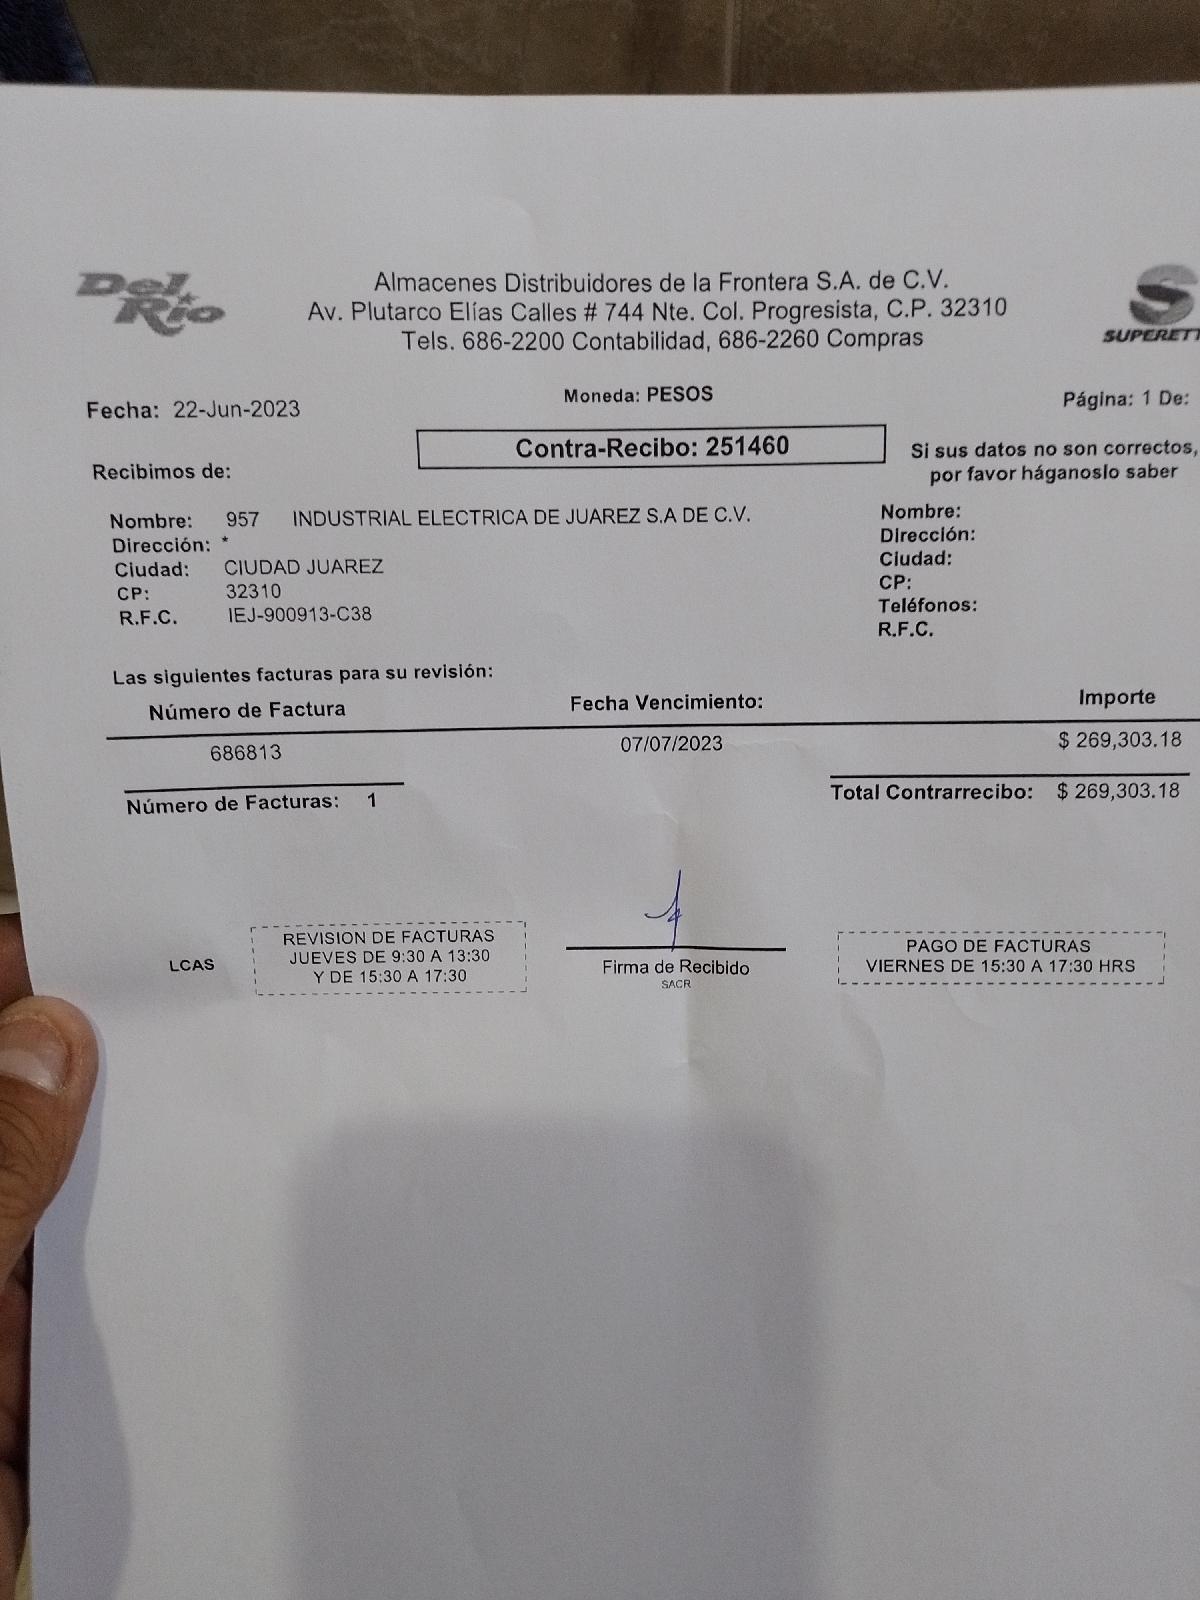 Del Rio
Almacenes Distribuidores de la Frontera S.A. de C.V.
Av. Plutarco Elías Calles # 744 Nte. Col. Progresista, C.P. 32310
Tels. 686-2200 Contabilidad, 686-2260 Compras
SUPERETT
Fecha: 22-Jun-2023
Moneda: PESOS
Página: 1 De:
Contra-Recibo: 251460
Si sus datos no son correctos,
por favor háganoslo saber
Recibimos de:
Nombre: 957 INDUSTRIAL ELECTRICA DE JUAREZ S.A DE C.V.
Dirección: *
Ciudad: CIUDAD JUAREZ
CP: 32310
R.F.C. IEJ-900913-C38
Nombre:
Dirección:
Ciudad:
CP:
Teléfonos:
R.F.C.
Las siguientes facturas para su revisión:
Número de Factura Fecha Vencimiento: Importe
686813 07/07/2023 $ 269,303.18
Número de Facturas: 1 Total Contrarrecibo: $ 269,303.18
LCAS
REVISION DE FACTURAS
JUEVES DE 9:30 A 13:30
Y DE 15:30 A 17:30
Firma de Recibido
SACR
PAGO DE FACTURAS
VIERNES DE 15:30 A 17:30 HRS